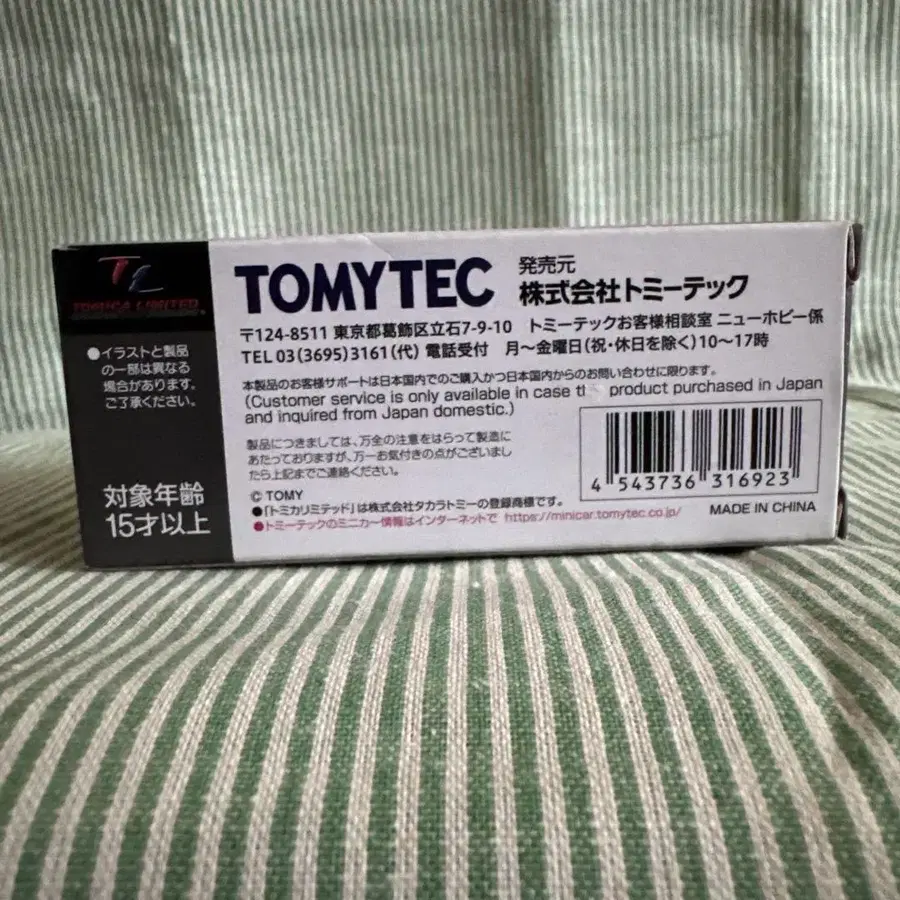 TL
TOMICA LIMITED
●イラストと製品
の一部は異なる
場合があります。
ご了承ください。
対象年齢
15才以上
TOMYTEC
発売元
株式会社トミーテック
〒124-8511 東京都葛飾区立石7-9-10 トミーテックお客様相談室 ニューホビー係
TEL 03(3695)3161(代) 電話受付 月〜金曜日(祝・休日を除く)10〜17時
本製品のお客様サポートは日本国内でのご購入かつ日本国内からのお問い合わせに限ります。
(Customer service is only available in case product purchased in Japan
and inquired from Japan domestic.)
製品につきましては、万全の注意をはらって製造に
あたっておりますが、万一お気付きの点がございまし
たら上記までご連絡ください。
© TOMY
●「トミカリミテッド」は株式会社タカラトミーの登録商標です。
●トミーテックのミニカー情報はインターネットで https://minicar.tomytec.co.jp/
4 543736 316923
MADE IN CHINA